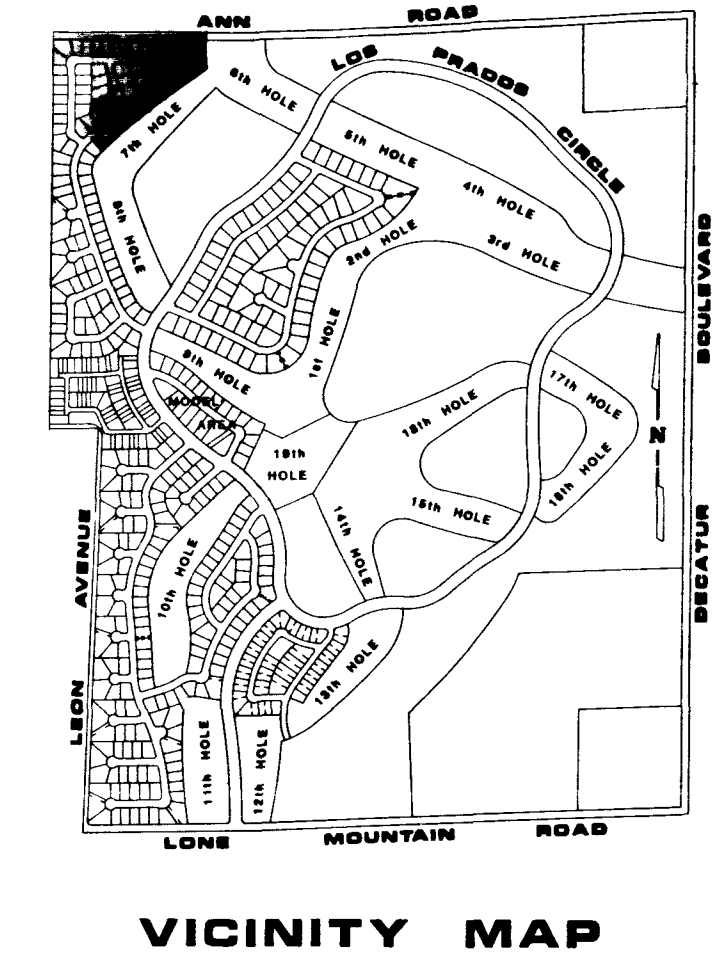 ANN ROAD
LOS PRADOS CIRCLE
6th HOLE
7th HOLE
5th HOLE
4th HOLE
8th HOLE
3rd HOLE
2nd HOLE
BOULEVARD
1st HOLE
9th HOLE
17th HOLE
MODEL
AREA
18th HOLE
N
19th
HOLE
16th HOLE
15th HOLE
14th HOLE
AVENUE
DECATUR
10th HOLE
13th HOLE
LEON
11th HOLE
12th HOLE
LONE MOUNTAIN ROAD
VICINITY MAP